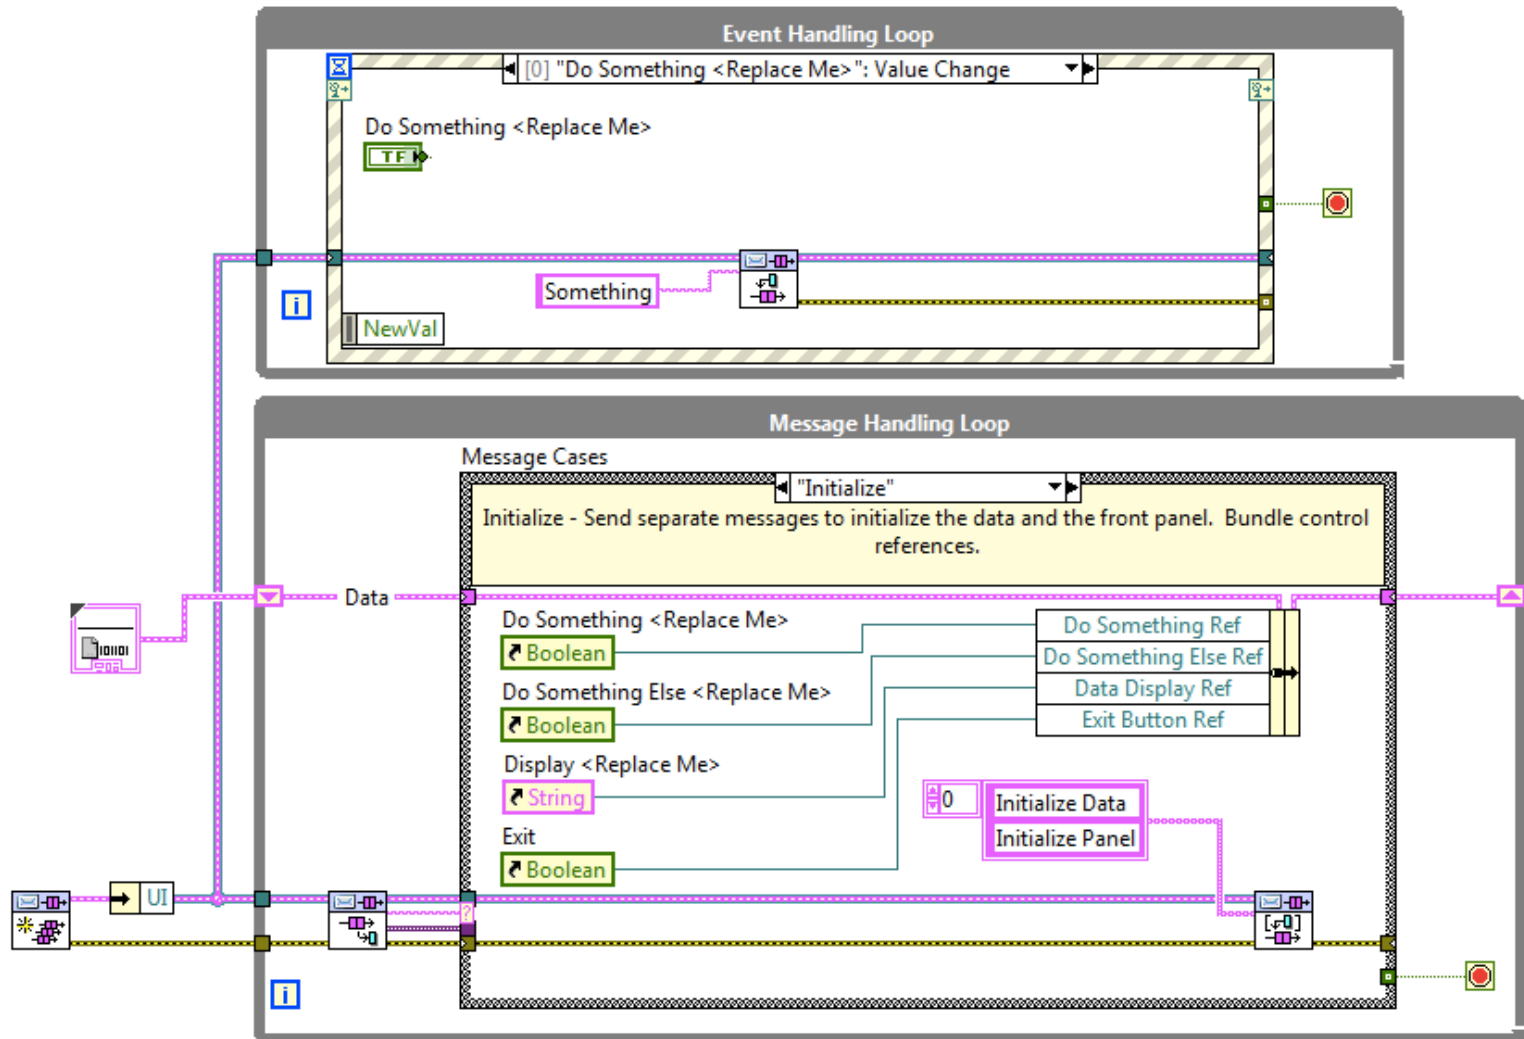 Event Handling Loop
[0] "Do Something <Replace Me>": Value Change
Do Something <Replace Me>
TF
Something
i
NewVal
Message Handling Loop
Message Cases
"Initialize"
Initialize - Send separate messages to initialize the data and the front panel.  Bundle control
references.
Data
Do Something <Replace Me>
Boolean
Do Something Ref
Do Something Else Ref
Data Display Ref
Exit Button Ref
Do Something Else <Replace Me>
Boolean
Display <Replace Me>
String
0
Initialize Data
Initialize Panel
Exit
Boolean
UI
?
i